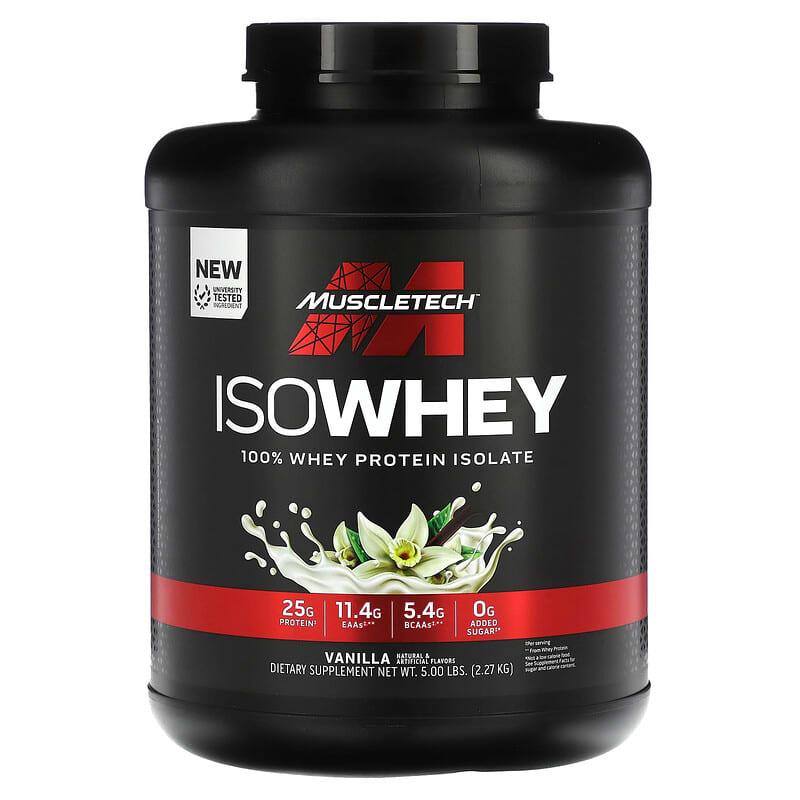 NEW
UNIVERSITY
TESTED
INGREDIENT
MUSCLETECH™
ISOWHEY
100% WHEY PROTEIN ISOLATE
25G PROTEIN‡
11.4G EAAs‡,**
5.4G BCAAs‡,**
0G ADDED SUGAR‡*
‡Per serving
** From Whey Protein
*Not a low calorie food.
See Supplement Facts for
sugar and calorie content.
VANILLA NATURAL & ARTIFICIAL FLAVORS
DIETARY SUPPLEMENT NET WT. 5.00 LBS. (2.27 KG)